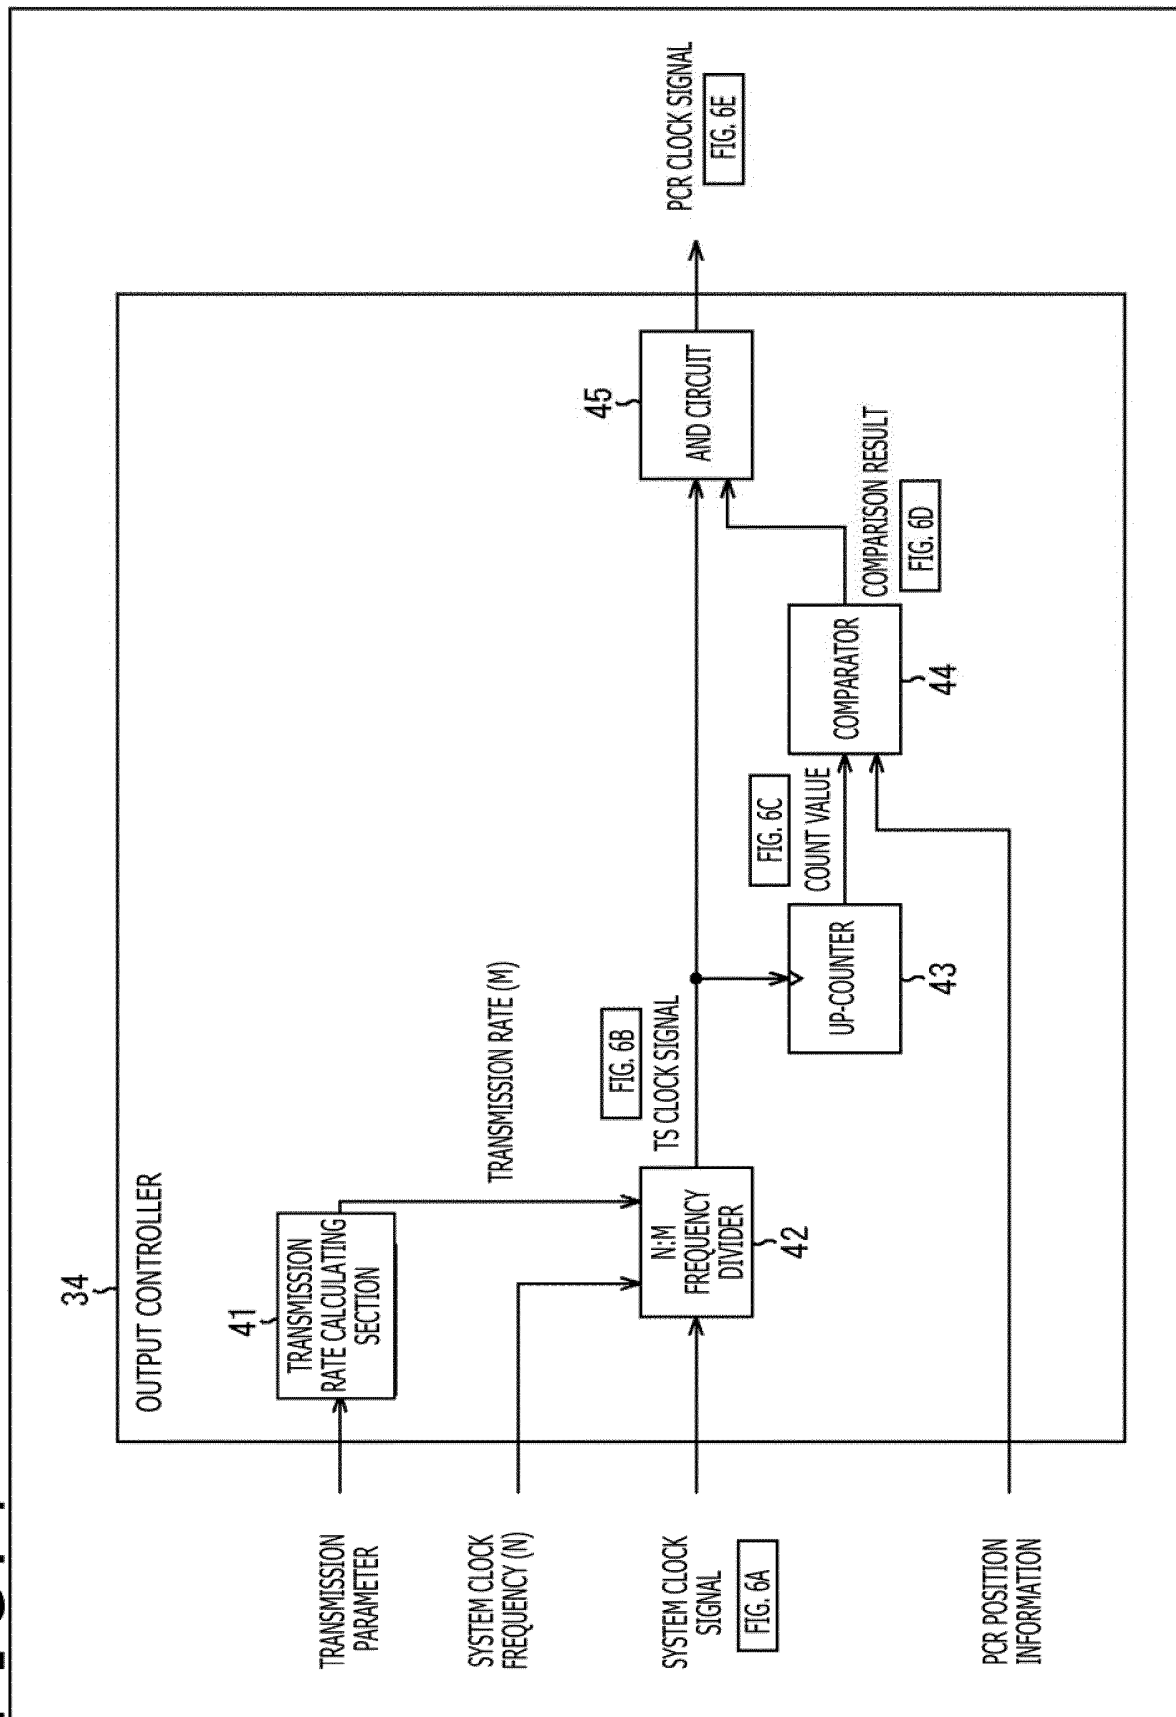 34
OUTPUT CONTROLLER
TRANSMISSION
PARAMETER
41
TRANSMISSION
RATE CALCULATING
SECTION
TRANSMISSION RATE (M)
SYSTEM CLOCK
FREQUENCY (N)
SYSTEM CLOCK
SIGNAL
FIG. 6A
N:M
FREQUENCY
DIVIDER
42
FIG. 6B
TS CLOCK SIGNAL
45
AND CIRCUIT
PCR CLOCK SIGNAL
FIG. 6E
UP-COUNTER
43
FIG. 6C
COUNT VALUE
COMPARATOR
44
COMPARISON RESULT
FIG. 6D
PCR POSITION
INFORMATION